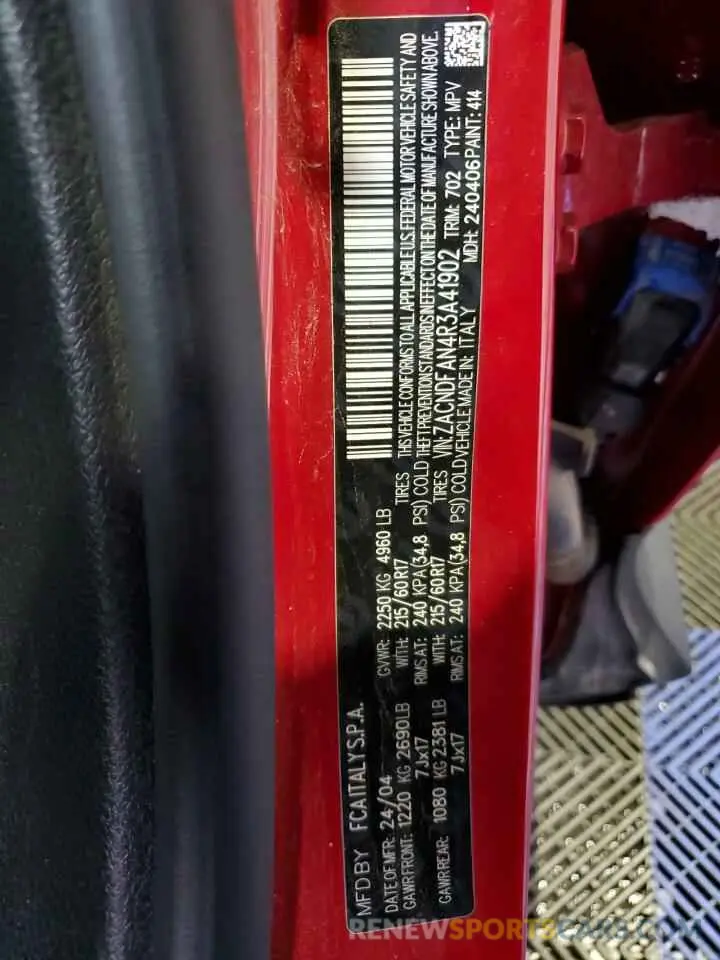 MFD BY FCA ITALY S.P.A.
DATE OF MFR: 24/04 GVWR: 2250 KG 4960 LB
GAWR FRONT: 1220 KG 2690LB WITH: 215/60R17 TIRES
7Jx17 RIMS AT: 240 KPA(34,8 PSI) COLD
GAWR REAR: 1080 KG 2381 LB WITH: 215/60R17 TIRES
7Jx17 RIMS AT: 240 KPA(34,8 PSI) COLD
THIS VEHICLE CONFORMS TO ALL APPLICABLE U.S. FEDERAL MOTOR VEHICLE SAFETY AND
THEFT PREVENTION STANDARDS IN EFFECT ON THE DATE OF MANUFACTURE SHOWN ABOVE.
VIN: ZACNDFAN4R3A41902 TRIM: 702 TYPE: MPV
VEHICLE MADE IN: ITALY MDH: 240406 PAINT: 414
RENEWSPORTSCARS.COM